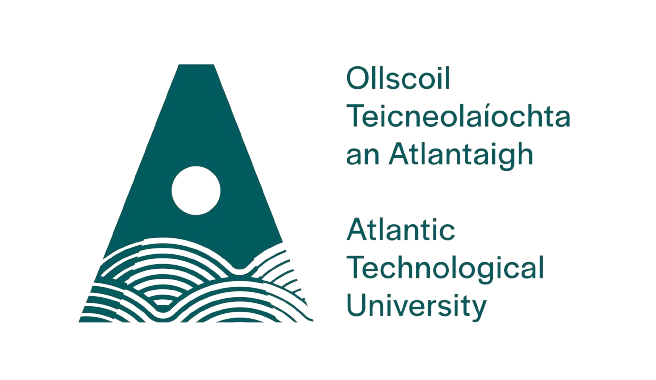 Ollscoil
Teicneolaíochta
an Atlantaigh
Atlantic
Technological
University